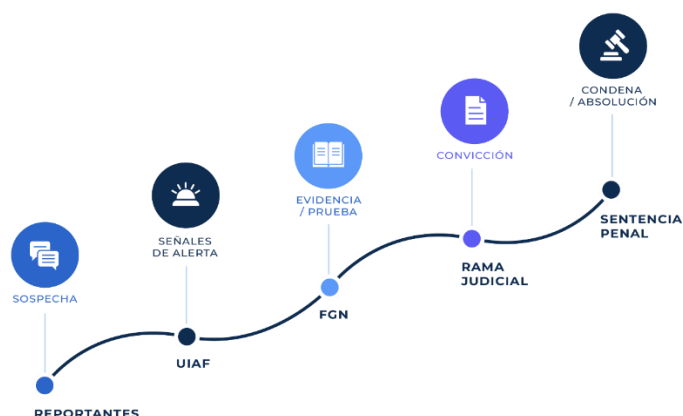 SOSPECHA
REPORTANTES
SEÑALES
DE ALERTA
UIAF
EVIDENCIA
/ PRUEBA
FGN
CONVICCIÓN
RAMA
JUDICIAL
CONDENA
/ ABSOLUCIÓN
SENTENCIA
PENAL